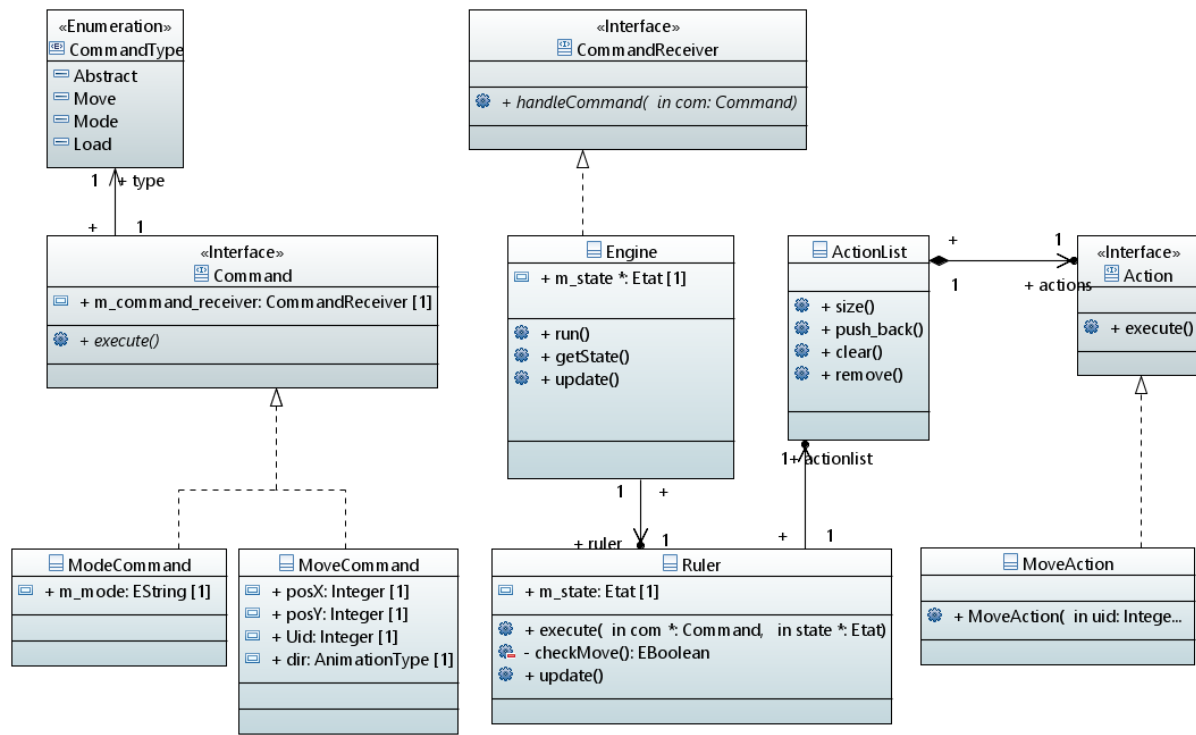 «Enumeration»
CommandType
Abstract
Move
Mode
Load
1
+ type
+
1
«Interface»
Command
+ m_command_receiver: CommandReceiver [1]
+ execute()
ModeCommand
+ m_mode: EString [1]
MoveCommand
+ posX: Integer [1]
+ posY: Integer [1]
+ Uid: Integer [1]
+ dir: AnimationType [1]
«Interface»
CommandReceiver
+ handleCommand( in com: Command)
Engine
+ m_state *: Etat [1]
+ run()
+ getState()
+ update()
1
+
+ ruler
1
Ruler
+ m_state: Etat [1]
+ execute( in com *: Command, in state *: Etat)
- checkMove(): EBoolean
+ update()
+
1
1
+ actionlist
ActionList
+ size()
+ push_back()
+ clear()
+ remove()
+
1
1
+ actions
«Interface»
Action
+ execute()
MoveAction
+ MoveAction( in uid: Intege...